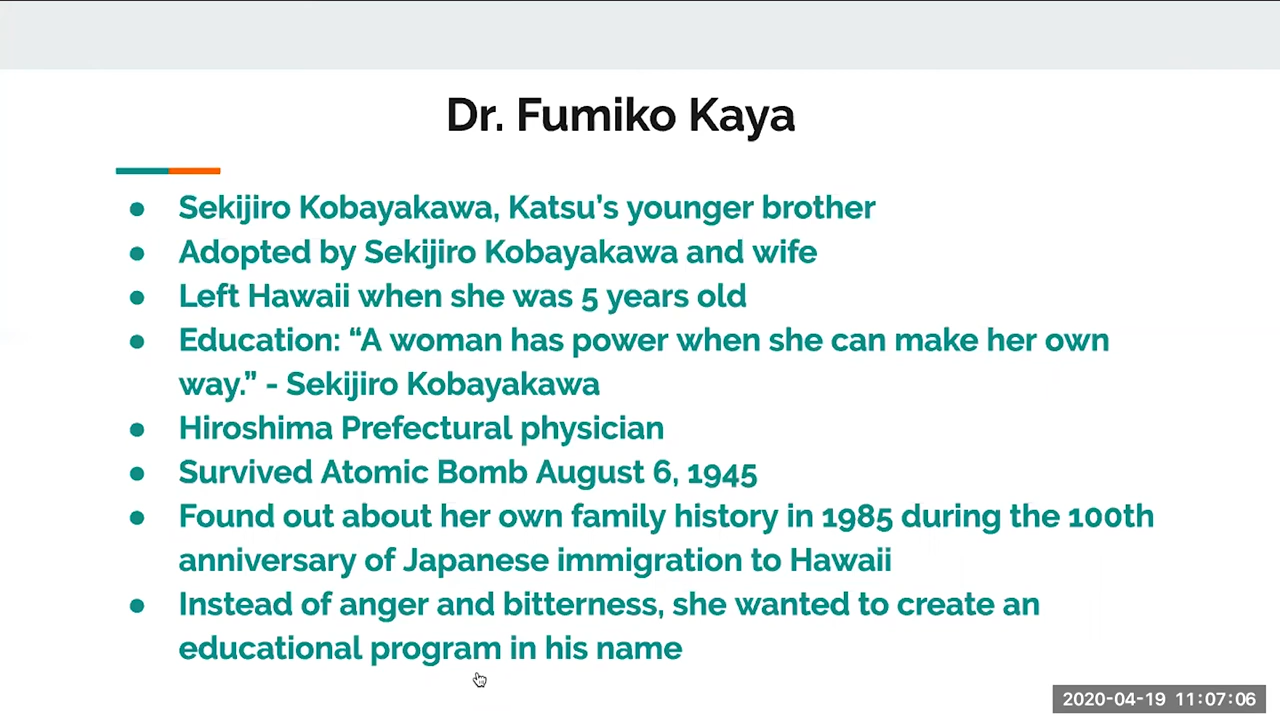 Dr. Fumiko Kaya
● Sekijiro Kobayakawa, Katsu’s younger brother
● Adopted by Sekijiro Kobayakawa and wife
● Left Hawaii when she was 5 years old
● Education: “A woman has power when she can make her own
way.” - Sekijiro Kobayakawa
● Hiroshima Prefectural physician
● Survived Atomic Bomb August 6, 1945
● Found out about her own family history in 1985 during the 100th
anniversary of Japanese immigration to Hawaii
● Instead of anger and bitterness, she wanted to create an
educational program in his name
2020-04-19 11:07:06